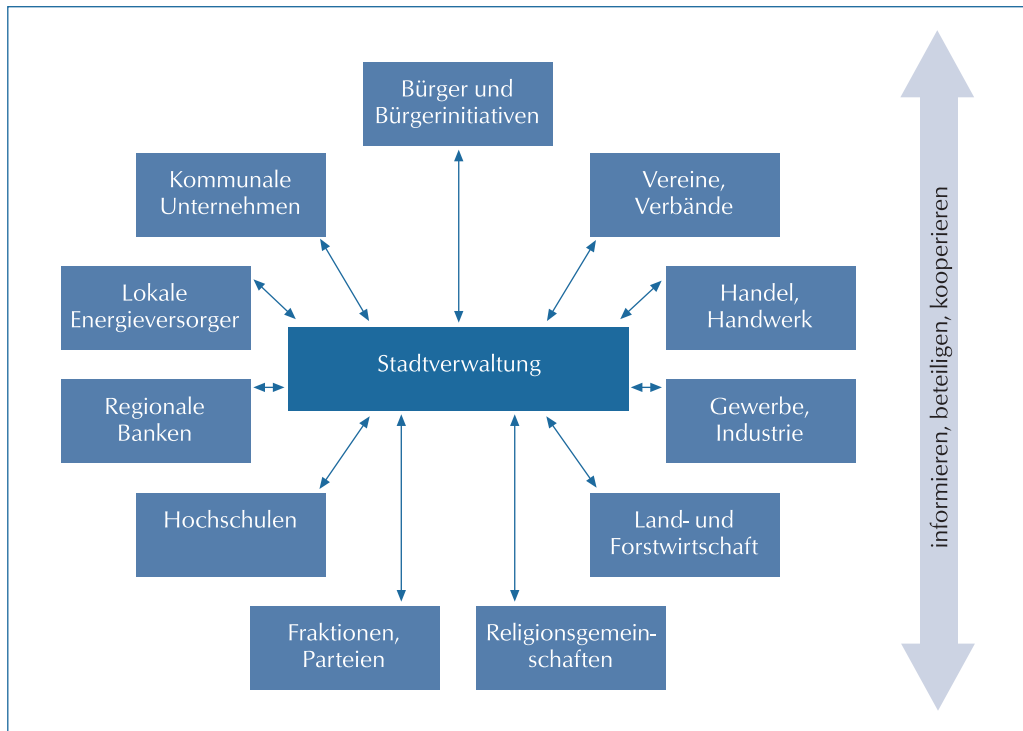 Bürger und
Bürgerinitiativen
Kommunale
Unternehmen
Vereine,
Verbände
Lokale
Energieversorger
Handel,
Handwerk
Stadtverwaltung
Regionale
Banken
Gewerbe,
Industrie
Hochschulen
Land- und
Forstwirtschaft
Fraktionen,
Parteien
Religionsgemein-
schaften
informieren, beteiligen, kooperieren